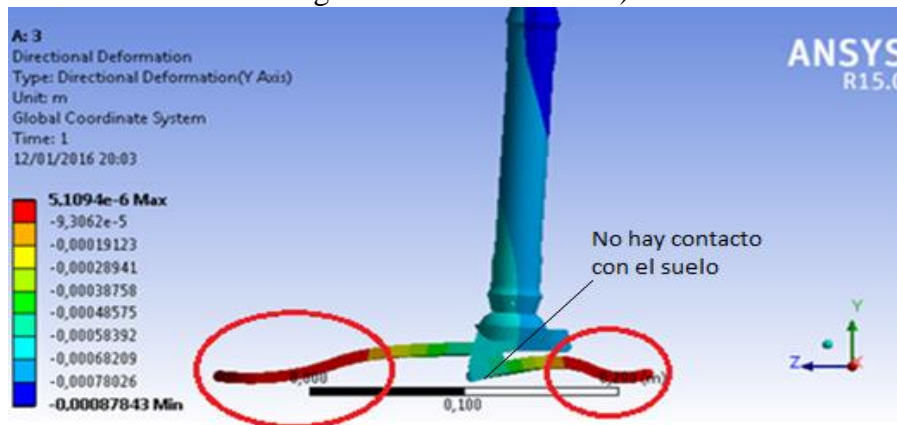 A: 3
Directional Deformation
Type: Directional Deformation(Y Axis)
Unit: m
Global Coordinate System
Time: 1
12/01/2016 20:03
5,1094e-6 Max
-9,3062e-5
-0,00019123
-0,00028941
-0,00038758
-0,00048575
-0,00058392
-0,00068209
-0,00078026
-0,00087843 Min
ANSYS
R15.0
No hay contacto
con el suelo
Y
Z
X
0,000
0,200 (m)
0,100